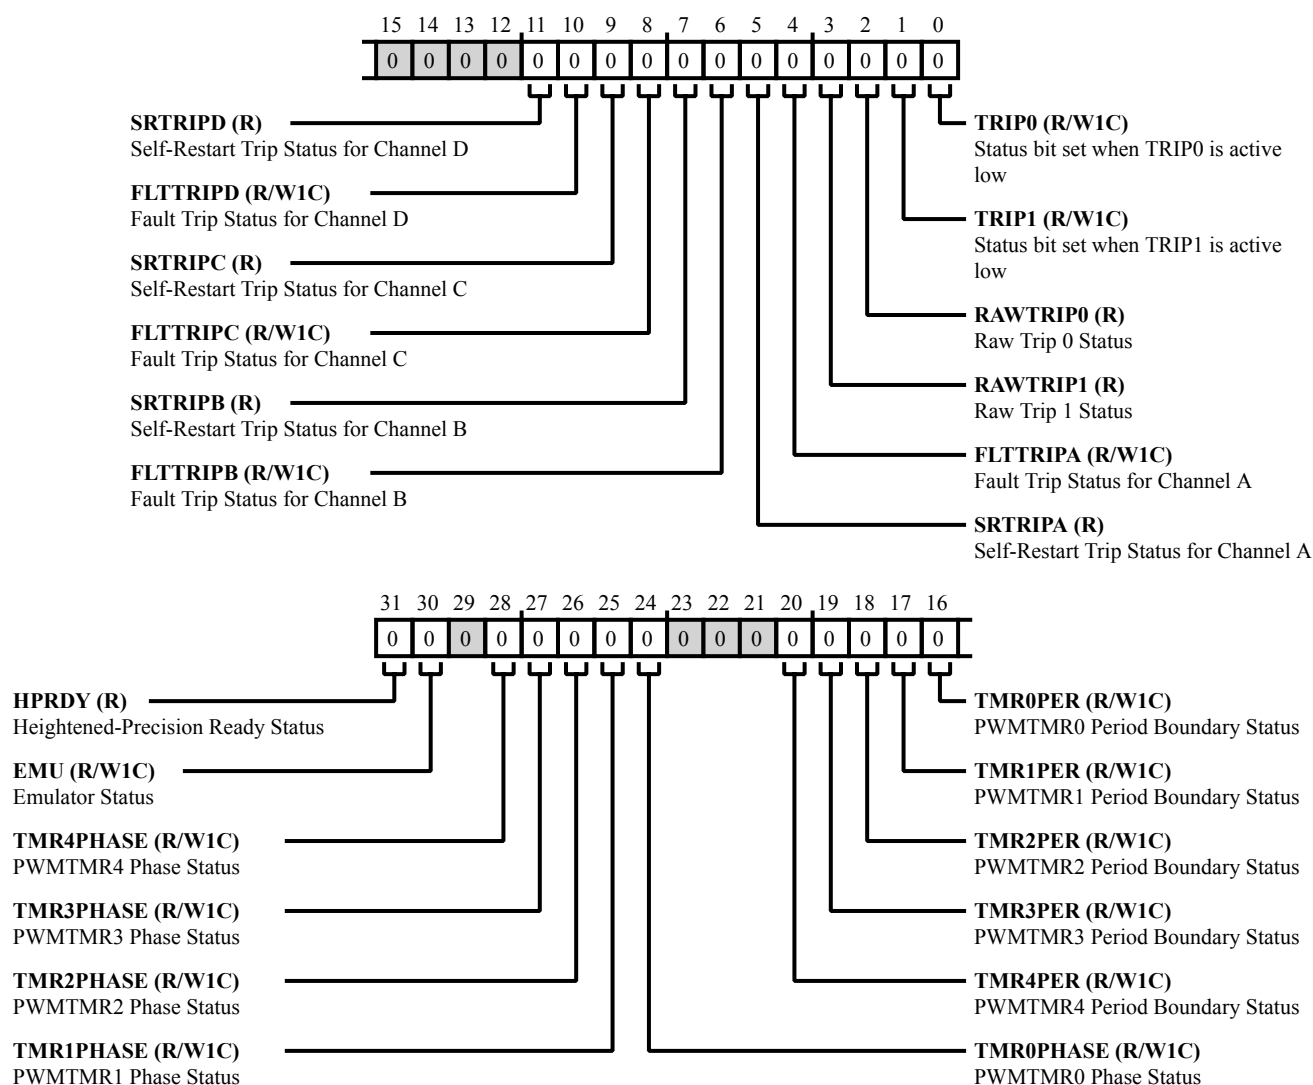 15 14 13 12 11 10 9 8 7 6 5 4 3 2 1 0
0 0 0 0 0 0 0 0 0 0 0 0 0 0 0 0
SRTRIPD (R)
Self-Restart Trip Status for Channel D
FLTTRIPD (R/W1C)
Fault Trip Status for Channel D
SRTRIPC (R)
Self-Restart Trip Status for Channel C
FLTTRIPC (R/W1C)
Fault Trip Status for Channel C
SRTRIPB (R)
Self-Restart Trip Status for Channel B
FLTTRIPB (R/W1C)
Fault Trip Status for Channel B
TRIP0 (R/W1C)
Status bit set when TRIP0 is active
low
TRIP1 (R/W1C)
Status bit set when TRIP1 is active
low
RAWTRIP0 (R)
Raw Trip 0 Status
RAWTRIP1 (R)
Raw Trip 1 Status
FLTTRIPA (R/W1C)
Fault Trip Status for Channel A
SRTRIPA (R)
Self-Restart Trip Status for Channel A
31 30 29 28 27 26 25 24 23 22 21 20 19 18 17 16
0 0 0 0 0 0 0 0 0 0 0 0 0 0 0 0
HPRDY (R)
Heightened-Precision Ready Status
EMU (R/W1C)
Emulator Status
TMR4PHASE (R/W1C)
PWMTMR4 Phase Status
TMR3PHASE (R/W1C)
PWMTMR3 Phase Status
TMR2PHASE (R/W1C)
PWMTMR2 Phase Status
TMR1PHASE (R/W1C)
PWMTMR1 Phase Status
TMR0PER (R/W1C)
PWMTMR0 Period Boundary Status
TMR1PER (R/W1C)
PWMTMR1 Period Boundary Status
TMR2PER (R/W1C)
PWMTMR2 Period Boundary Status
TMR3PER (R/W1C)
PWMTMR3 Period Boundary Status
TMR4PER (R/W1C)
PWMTMR4 Period Boundary Status
TMR0PHASE (R/W1C)
PWMTMR0 Phase Status